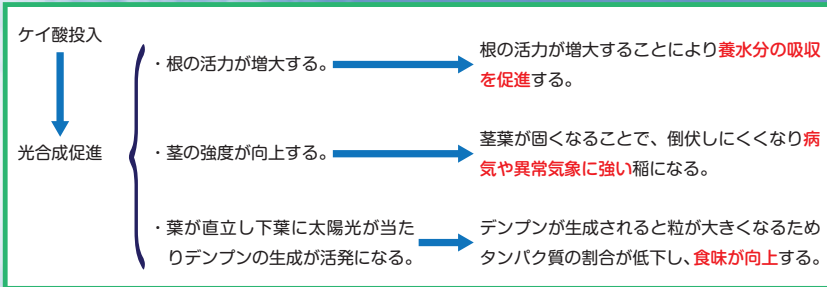 ケイ酸投入
光合成促進
・根の活力が増大する。
根の活力が増大することにより養水分の吸収
を促進する。
・茎の強度が向上する。
茎葉が固くなることで、倒伏しにくくなり病
気や異常気象に強い稲になる。
・葉が直立し下葉に太陽光が当た
りデンプンの生成が活発になる。
デンプンが生成されると粒が大きくなるため
タンパク質の割合が低下し、食味が向上する。